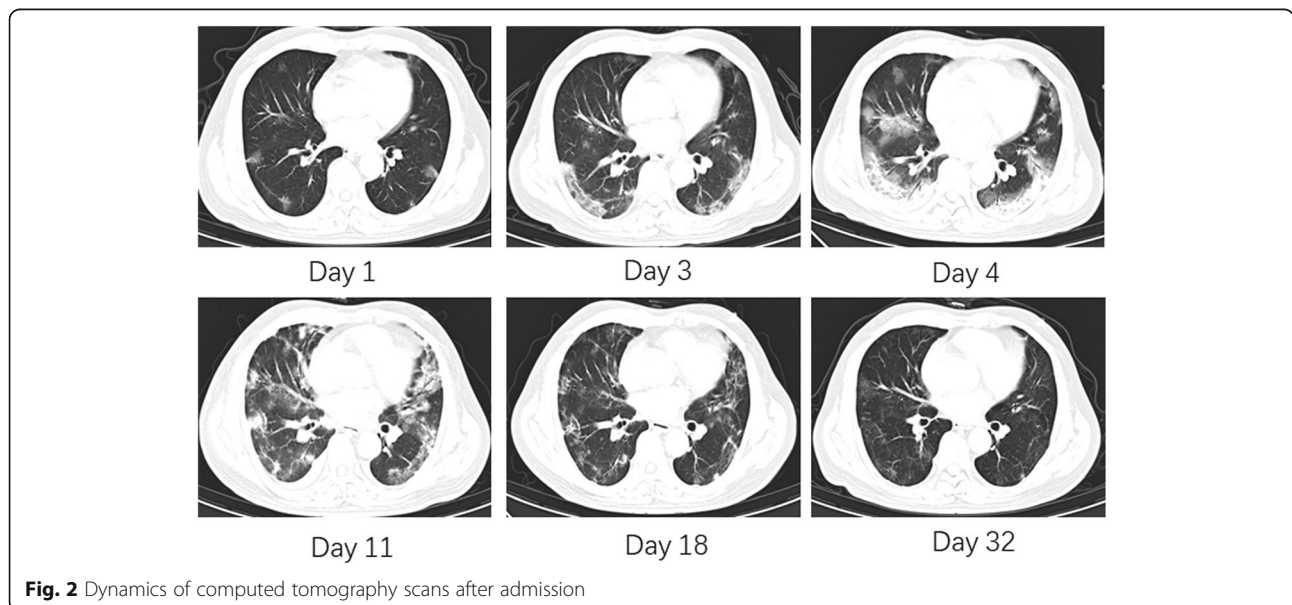 Day 1
Day 3
Day 4
Day 11
Day 18
Day 32
Fig. 2 Dynamics of computed tomography scans after admission